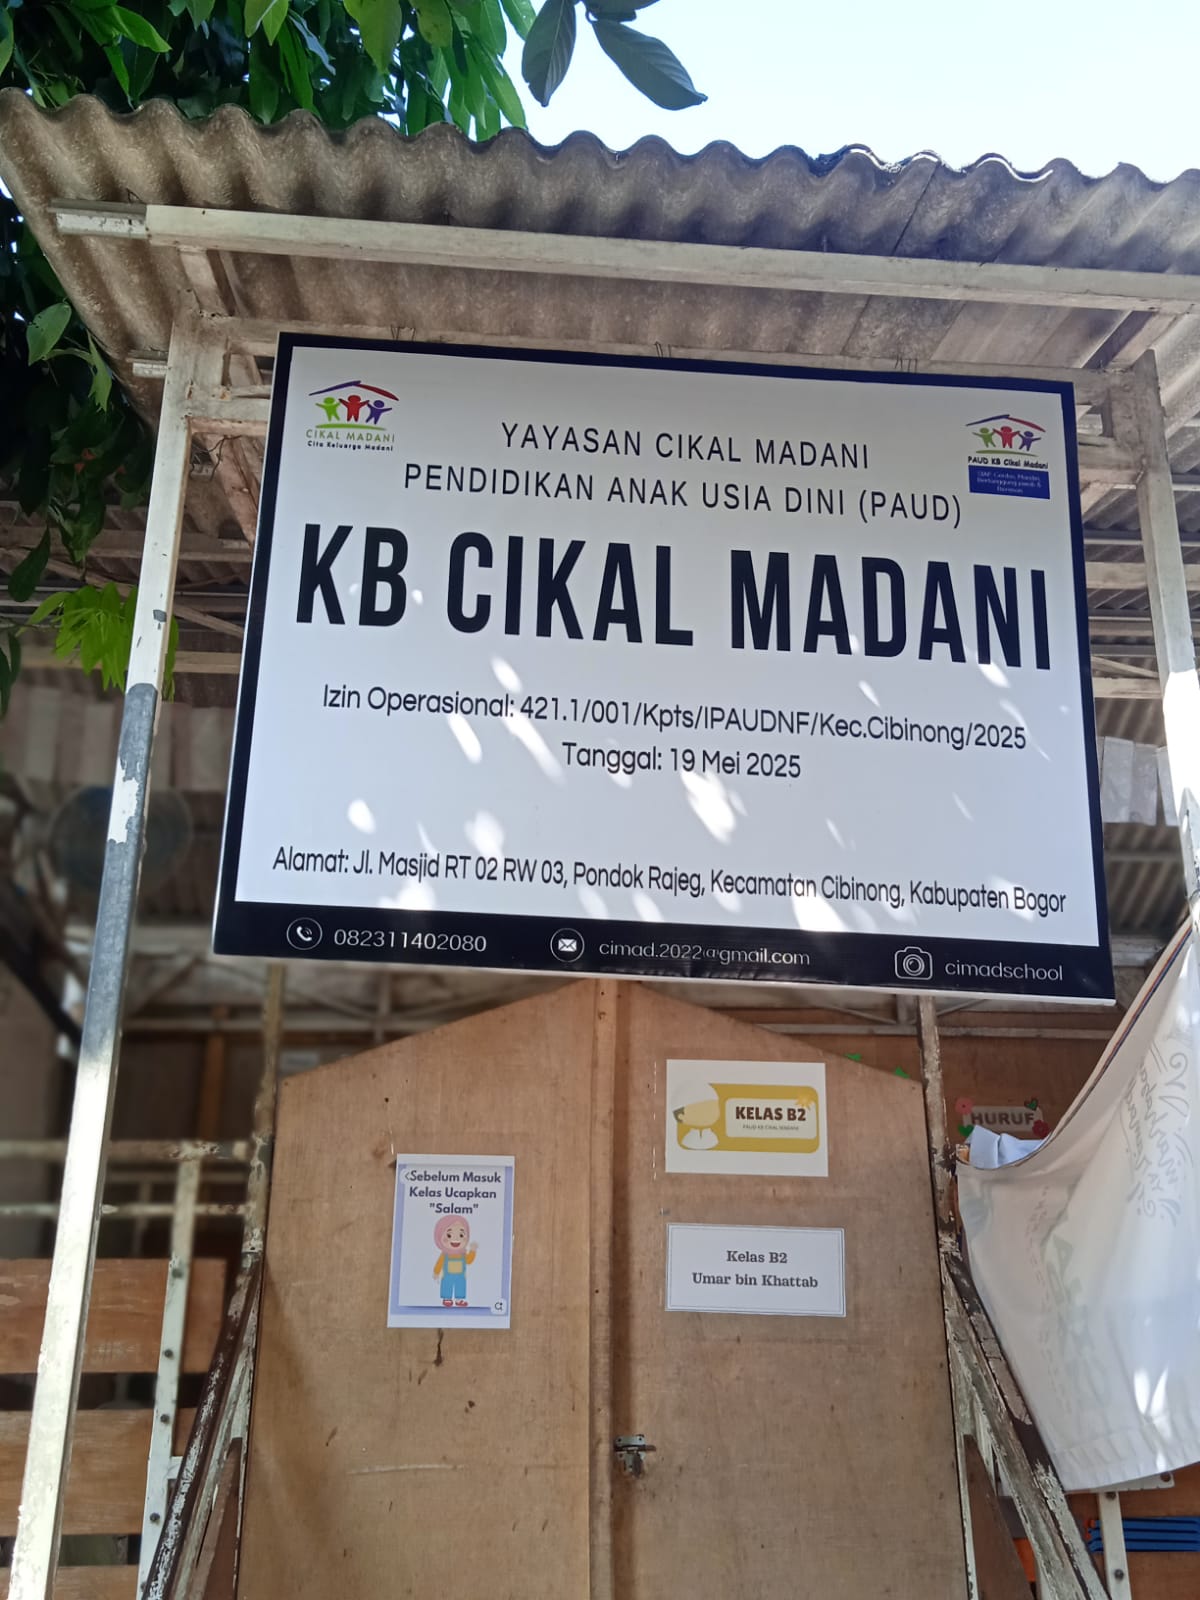 CIKAL MADANI
Cita Keluarga Madani
PAUD KB Cikal Madani
YAYASAN CIKAL MADANI
PENDIDIKAN ANAK USIA DINI (PAUD)
KB CIKAL MADANI
Izin Operasional: 421.1/001/Kpts/IPAUDNF/Kec.Cibinong/2025
Tanggal: 19 Mei 2025
Alamat: Jl. Masjid RT 02 RW 03, Pondok Rajeg, Kecamatan Cibinong, Kabupaten Bogor
082311402080
cimad.2022@gmail.com
cimadschool
KELAS B2
PAUD KB CIKAL
Sebelum Masuk
Kelas Ucapkan
"Salam"
Kelas B2
Umar bin Khattab
HURUF